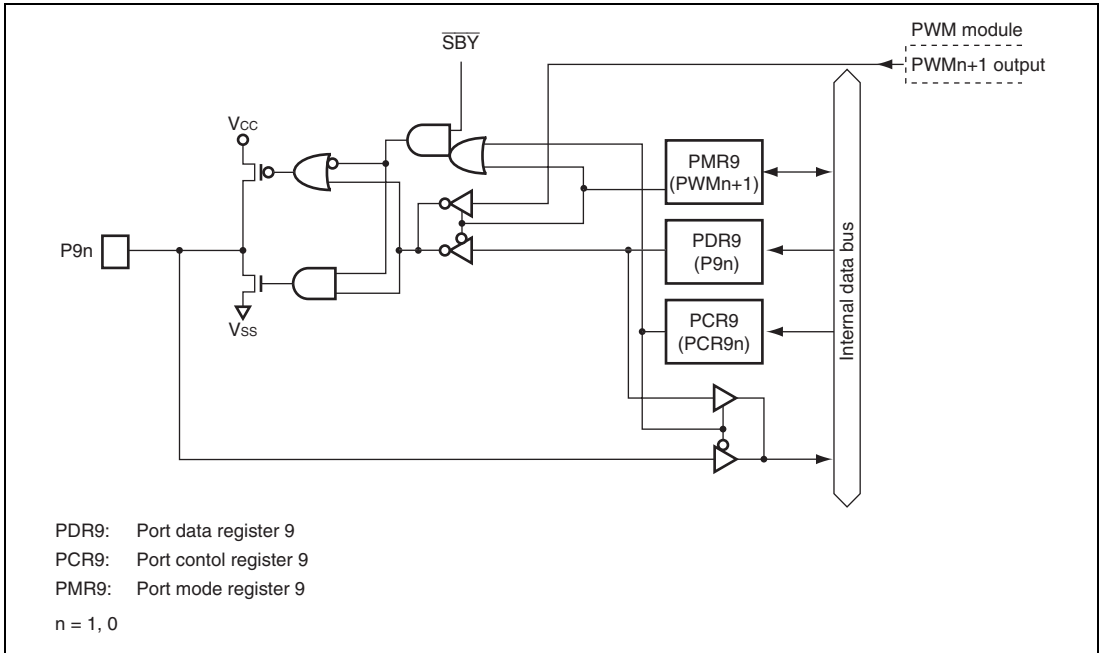 PWM module
SBY
PWMn+1 output
VCC
PMR9
(PWMn+1)
P9n
PDR9
(P9n)
Internal data bus
PCR9
(PCR9n)
VSS
PDR9: Port data register 9
PCR9: Port contol register 9
PMR9: Port mode register 9
n = 1, 0